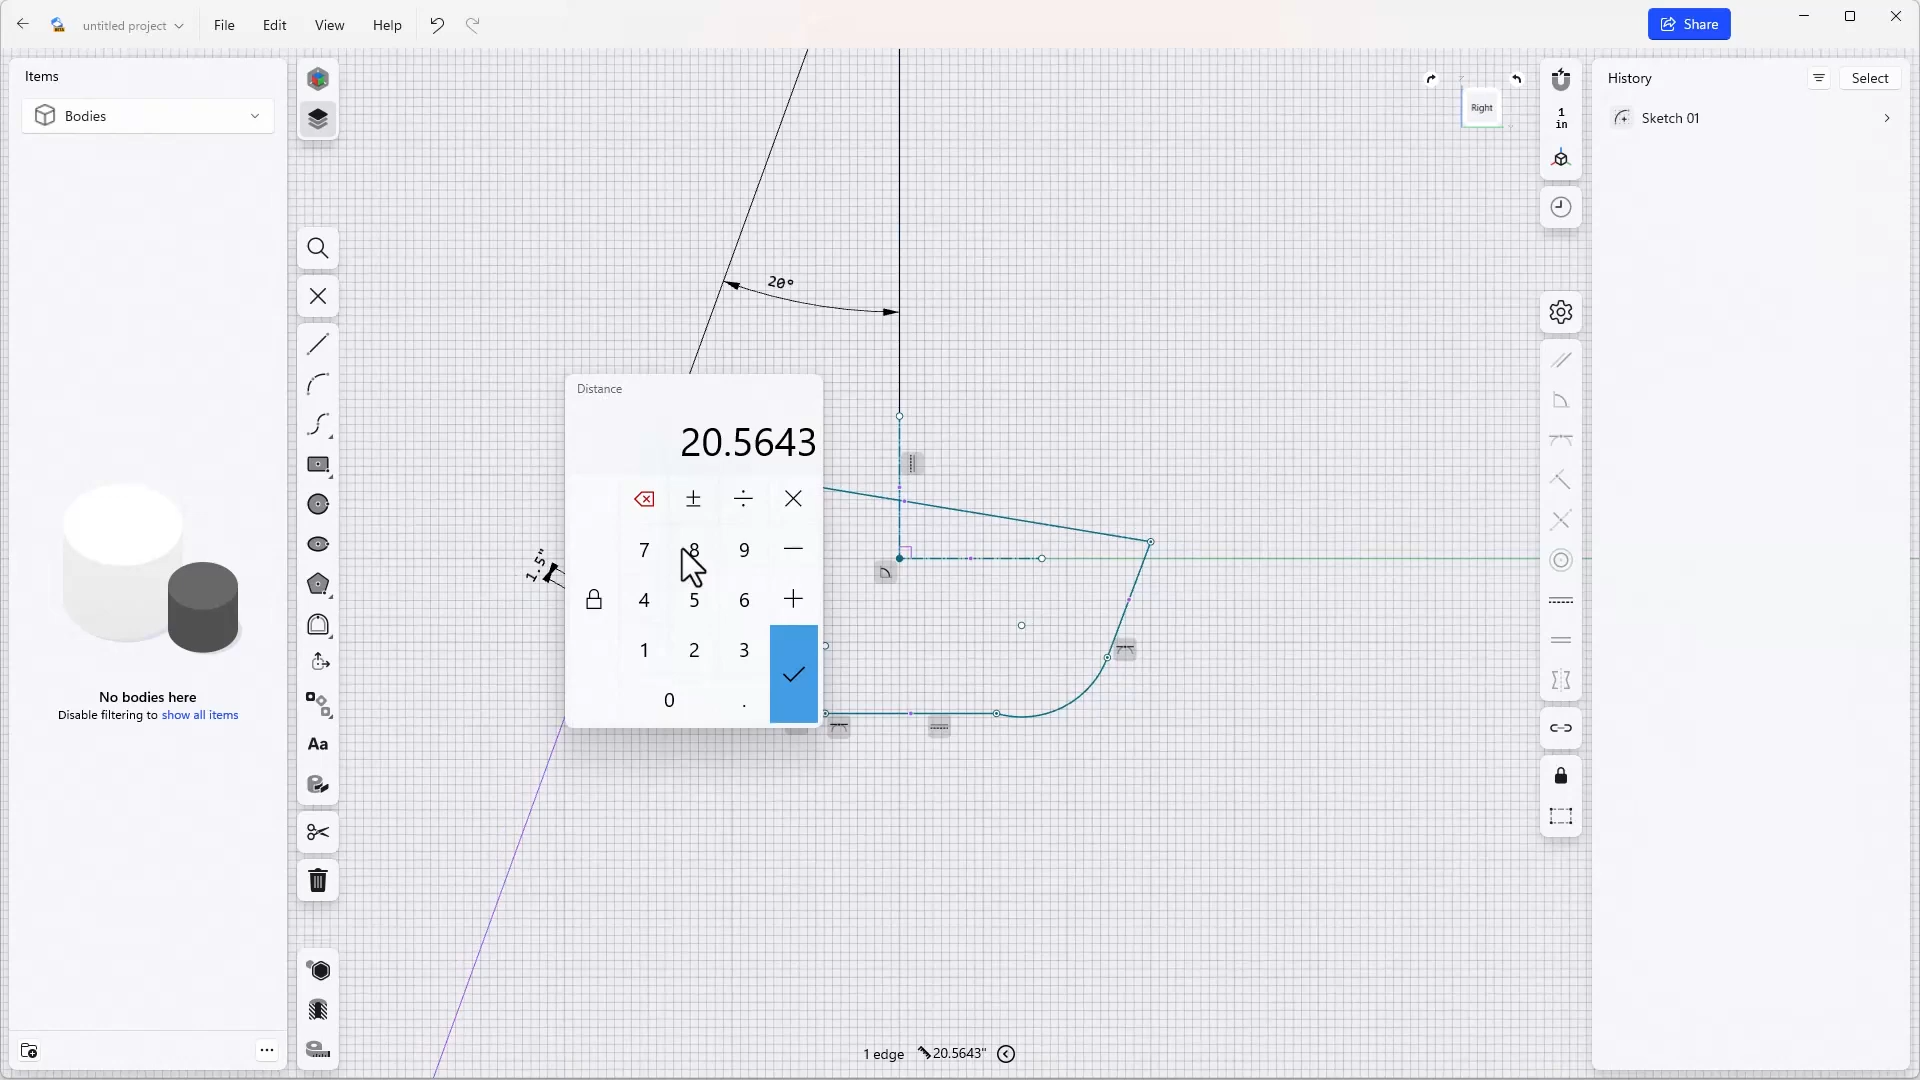 untitled project
File
Edit
View
Help
Share
Items
Bodies
No bodies here
Disable filtering to show all items
Aa
20°
1.5"
Distance
20.5643
± ÷
7 8 9 —
4 5 6 +
1 2 3
0 .
1 edge 20.5643"
Right
1
in
History
Select
Sketch 01